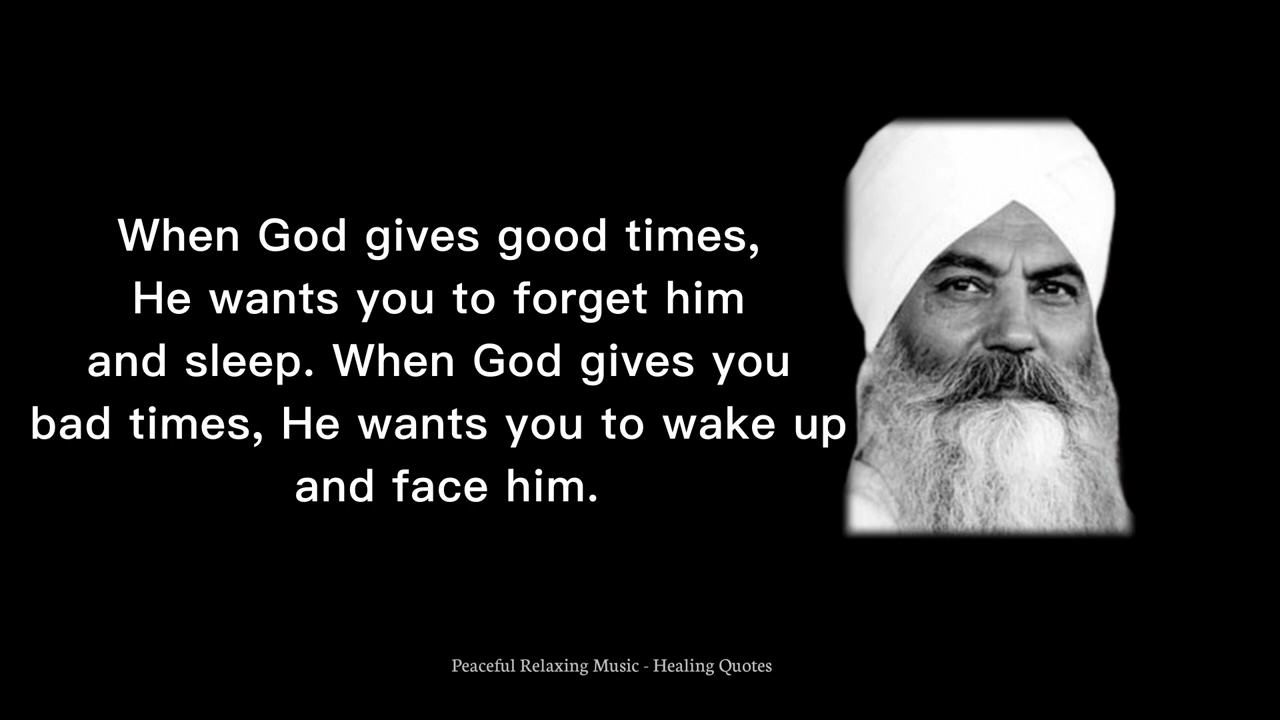 When God gives good times,
He wants you to forget him
and sleep. When God gives you
bad times, He wants you to wake up
and face him.
Peaceful Relaxing Music - Healing Quotes